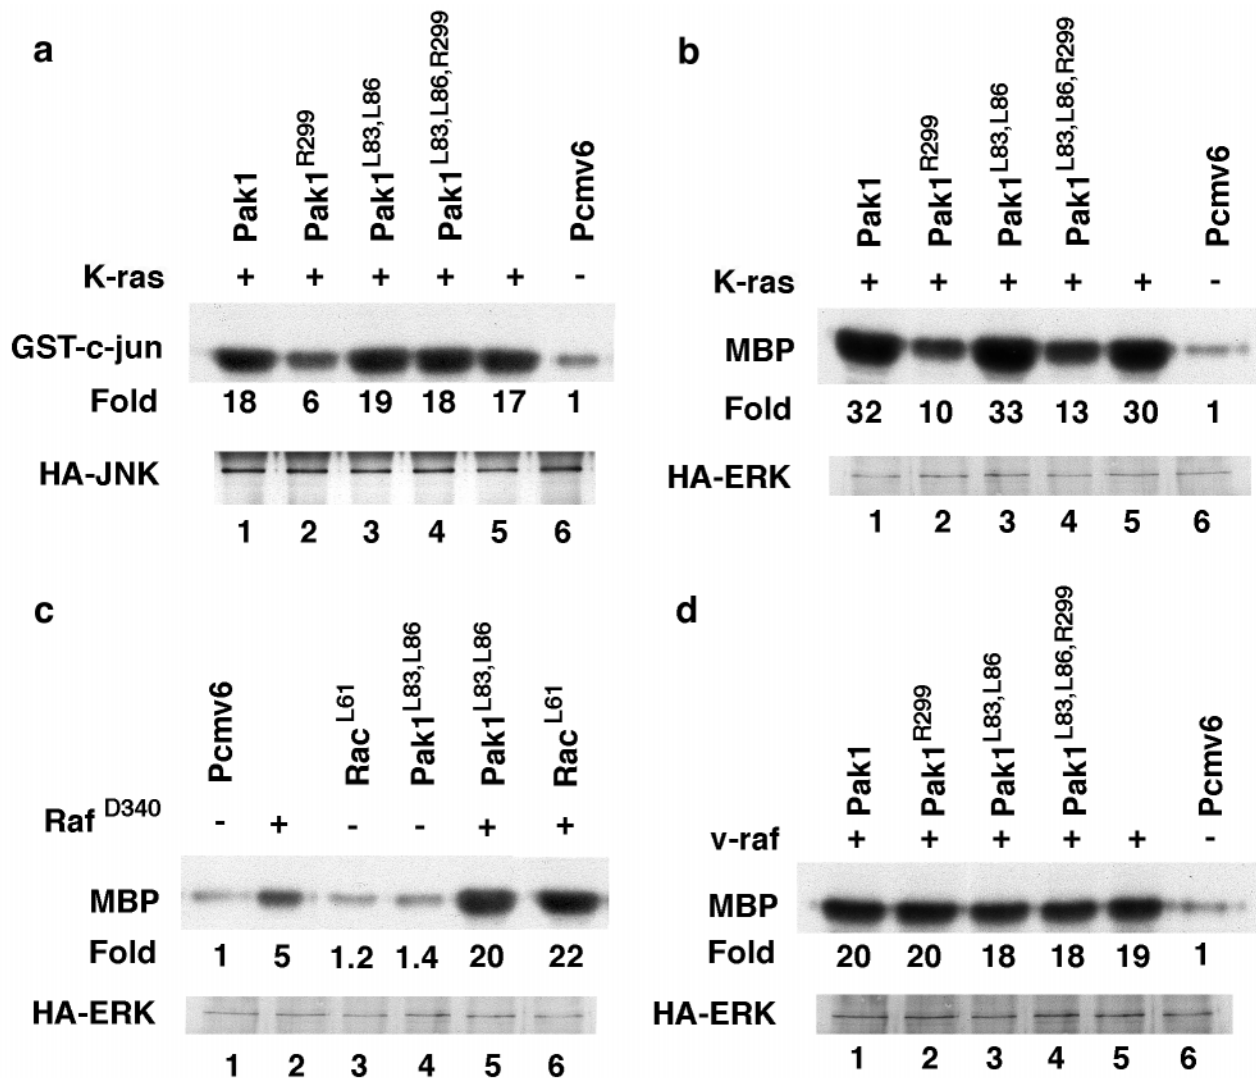 a
Pak1 Pak1R299 Pak1L83,L86 Pak1L83,L86,R299 Pcmv6
K-ras + + + + + -
GST-c-jun
Fold 18 6 19 18 17 1
HA-JNK
1 2 3 4 5 6
b
Pak1 Pak1R299 Pak1L83,L86 Pak1L83,L86,R299 Pcmv6
K-ras + + + + + -
MBP
Fold 32 10 33 13 30 1
HA-ERK
1 2 3 4 5 6
c
Pcmv6 RacL61 Pak1L83,L86 Pak1L83,L86 RacL61
Raf D340 - + - - + +
MBP
Fold 1 5 1.2 1.4 20 22
HA-ERK
1 2 3 4 5 6
d
Pak1 Pak1R299 Pak1L83,L86 Pak1L83,L86,R299 Pcmv6
v-raf + + + + + -
MBP
Fold 20 20 18 18 19 1
HA-ERK
1 2 3 4 5 6